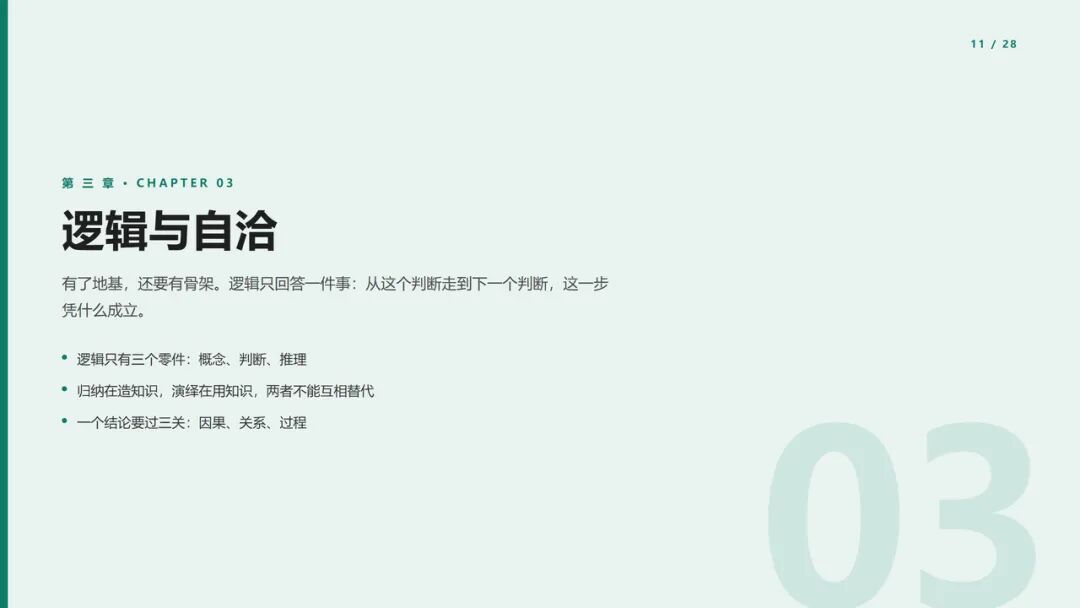 11 / 28
第三章 · CHAPTER 03
逻辑与自洽
有了地基，还要有骨架。逻辑只回答一件事：从这个判断走到下一个判断，这一步
凭什么成立。
• 逻辑只有三个零件：概念、判断、推理
• 归纳在造知识，演绎在用知识，两者不能互相替代
• 一个结论要过三关：因果、关系、过程
03